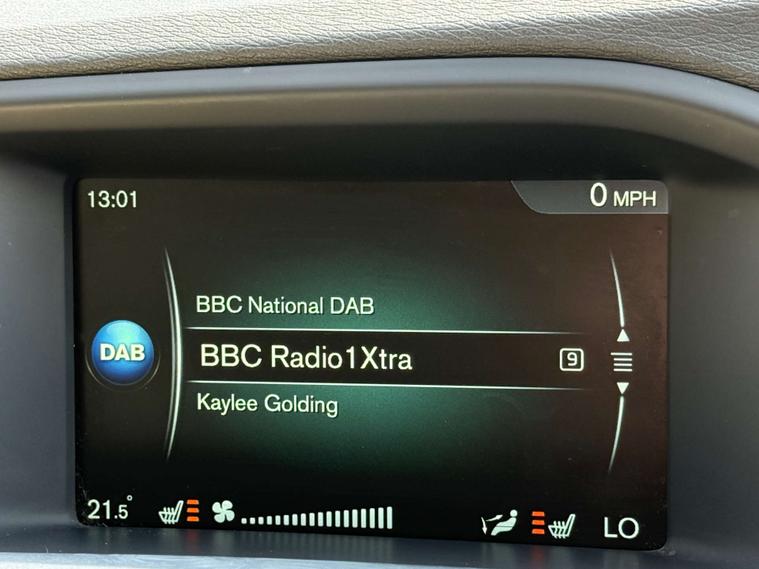 13:01
0 MPH
BBC National DAB
DAB
BBC Radio1Xtra
9
Kaylee Golding
21.5°
LO